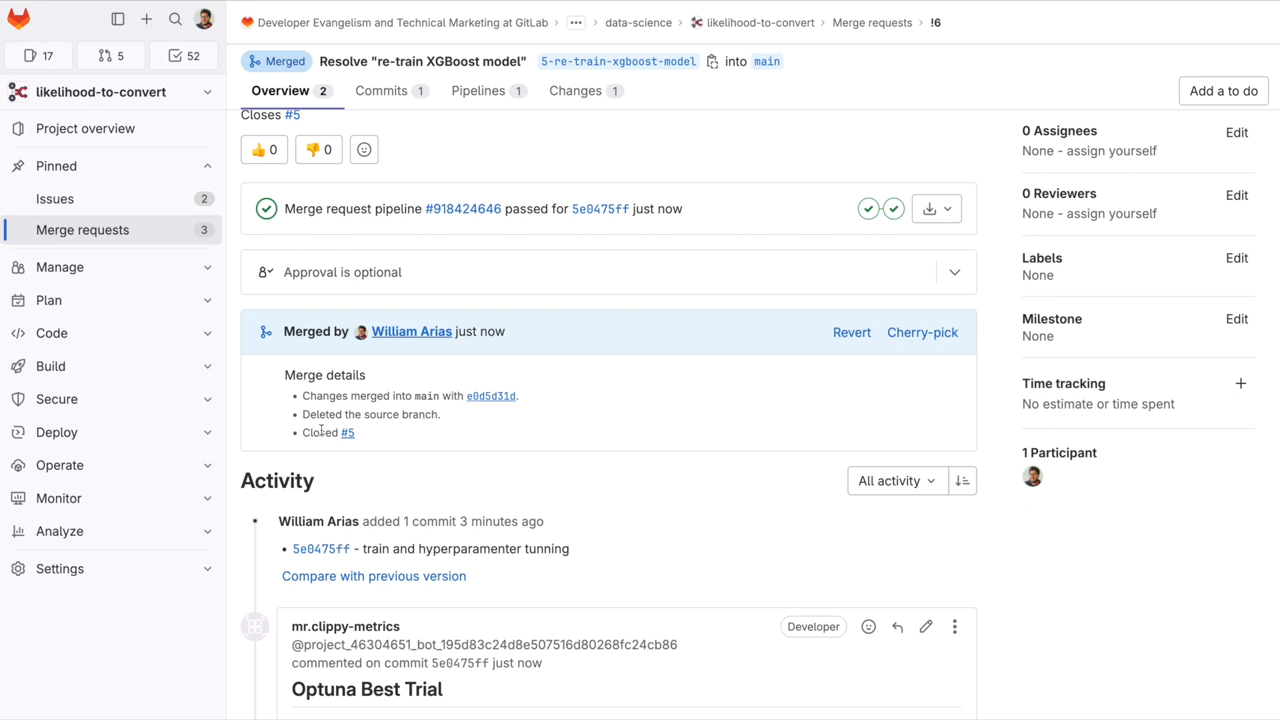 Developer Evangelism and Technical Marketing at GitLab › ... › data-science › likelihood-to-convert › Merge requests › !6
17 5 52
Merged Resolve "re-train XGBoost model" 5-re-train-xgboost-model into main
Overview 2 Commits 1 Pipelines 1 Changes 1
Add a to do
likelihood-to-convert
Project overview
Pinned
Issues 2
Merge requests 3
Manage
Plan
Code
Build
Secure
Deploy
Operate
Monitor
Analyze
Settings
Closes #5
👍 0 👎 0
Merge request pipeline #918424646 passed for 5e0475ff just now
Approval is optional
Merged by William Arias just now
Revert Cherry-pick
Merge details
• Changes merged into main with e0d5d31d.
• Deleted the source branch.
• Closed #5
Activity
All activity
William Arias added 1 commit 3 minutes ago
• 5e0475ff - train and hyperparamenter tunning
Compare with previous version
mr.clippy-metrics
Developer
@project_46304651_bot_195d83c24d8e507516d80268fc24cb86
commented on commit 5e0475ff just now
Optuna Best Trial
0 Assignees Edit
None - assign yourself
0 Reviewers Edit
None - assign yourself
Labels Edit
None
Milestone Edit
None
Time tracking +
No estimate or time spent
1 Participant